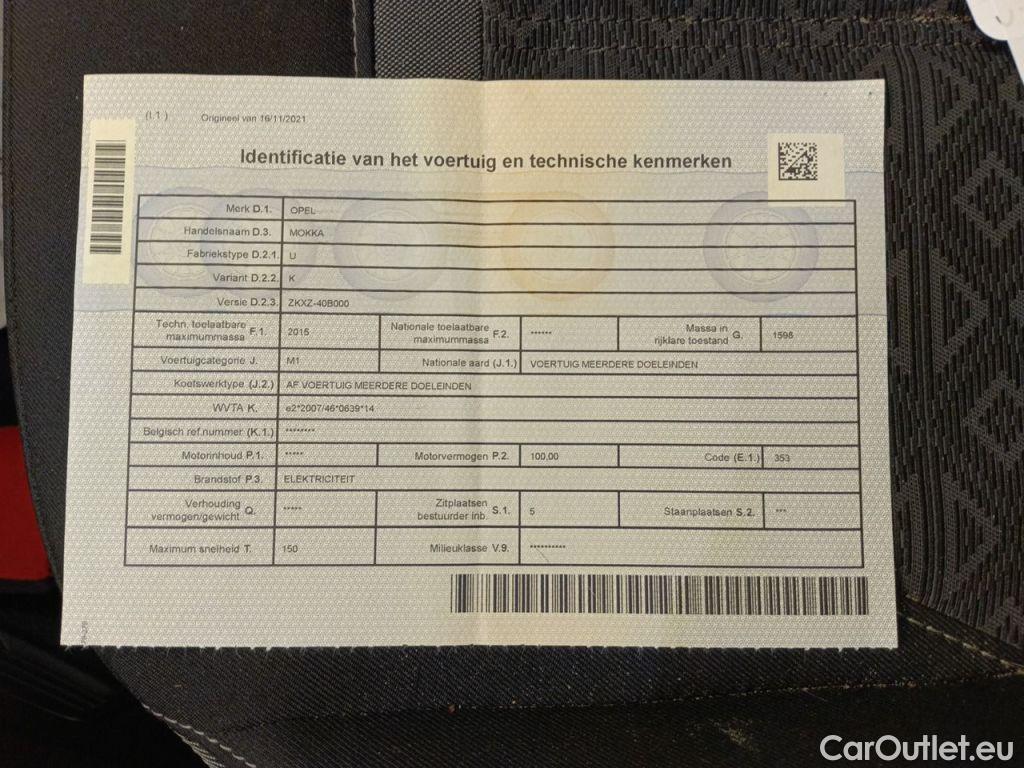 (I.1 ) Origineel van 16/11/2021
Identificatie van het voertuig en technische kenmerken
Merk D.1. OPEL
Handelsnaam D.3. MOKKA
Fabriekstype D.2.1. U
Variant D.2.2. K
Versie D.2.3. ZKXZ-40B000
Techn. toelaatbare maximummassa F.1. 2015 Nationale toelaatbare maximummassa F.2. ****** Massa in rijklare toestand G. 1598
Voertuigcategorie J. M1 Nationale aard (J.1.) VOERTUIG MEERDERE DOELEINDEN
Koetswerktype (J.2.) AF VOERTUIG MEERDERE DOELEINDEN
WVTA K. e2*2007/46*0639*14
Belgisch ref.nummer (K.1.) ********
Motorinhoud P.1. ***** Motorvermogen P.2. 100,00 Code (E.1.) 353
Brandstof P.3. ELEKTRICITEIT
Verhouding vermogen/gewicht Q. ***** Zitplaatsen bestuurder inb. S.1. 5 Staanplaatsen S.2. ***
Maximum snelheid T. 150 Milieuklasse V.9. **********
CarOutlet.eu